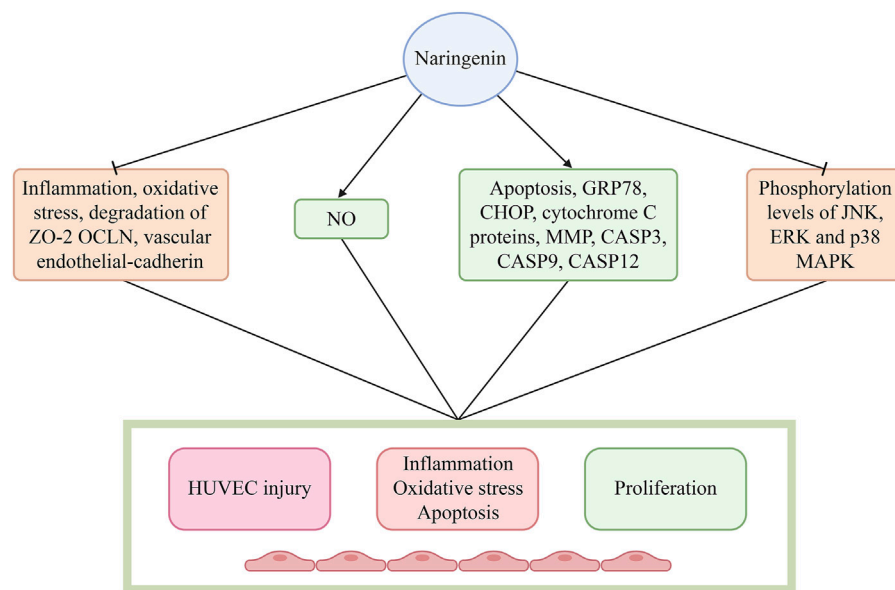 Naringenin
Inflammation, oxidative
stress, degradation of
ZO-2 OCLN, vascular
endothelial-cadherin
NO
Apoptosis, GRP78,
CHOP, cytochrome C
proteins, MMP, CASP3,
CASP9, CASP12
Phosphorylation
levels of JNK,
ERK and p38
MAPK
HUVEC injury
Inflammation
Oxidative stress
Apoptosis
Proliferation